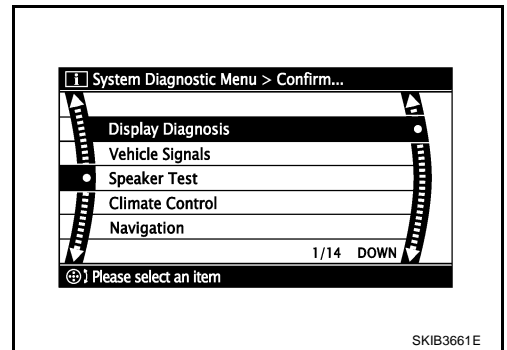 i System Diagnostic Menu > Confirm...
Display Diagnosis
Vehicle Signals
Speaker Test
Climate Control
Navigation
1/14 DOWN
Please select an item
SKIB3661E